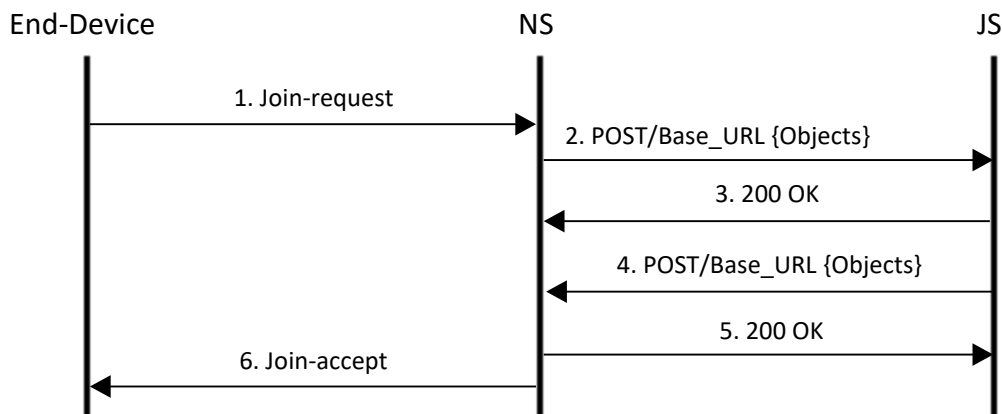 End-Device
NS
JS
1. Join-request
2. POST/Base_URL {Objects}
3. 200 OK
4. POST/Base_URL {Objects}
5. 200 OK
6. Join-accept